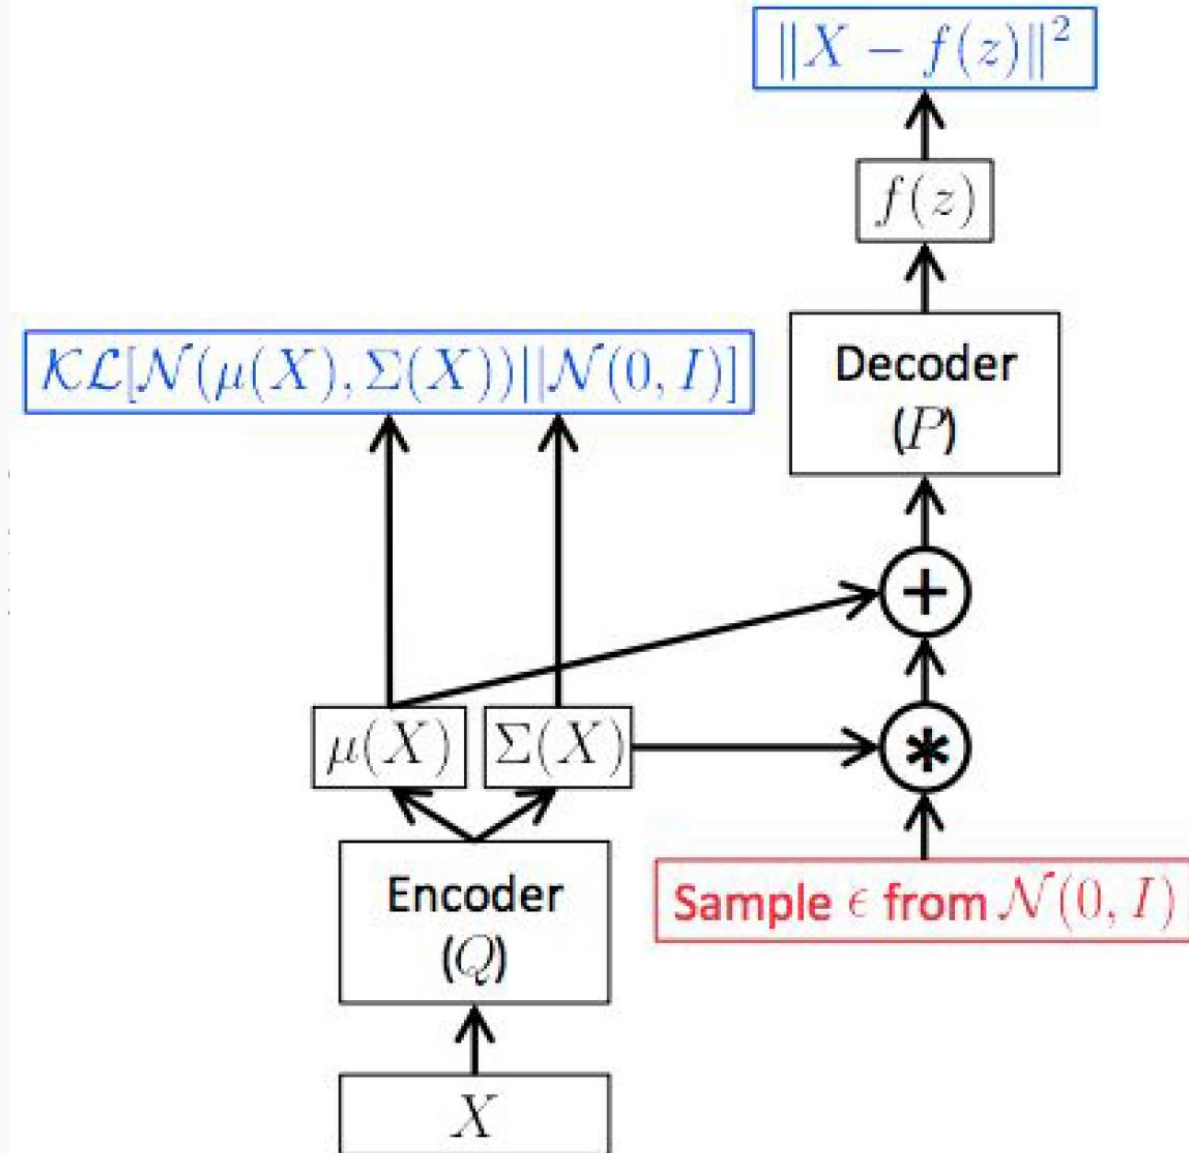 ‖X − f(z)‖²
f(z)
𝒦ℒ[𝒩(μ(X), Σ(X))||𝒩(0, I)]
Decoder
(P)
+
μ(X)
Σ(X)
*
Encoder
(Q)
Sample ϵ from 𝒩(0, I)
X